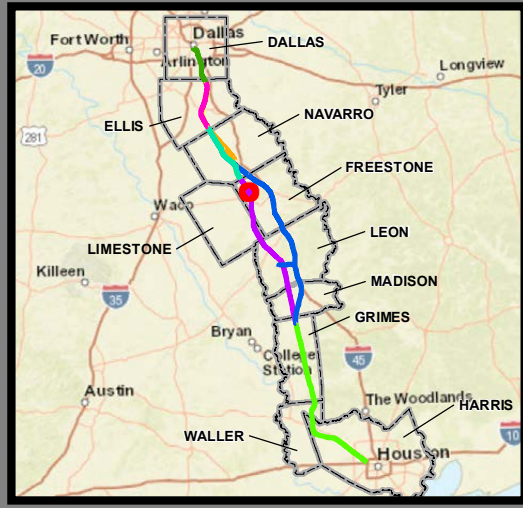 Fort Worth
Dallas
DALLAS
Arlington
Longview
20
Tyler
ELLIS
NAVARRO
281
FREESTONE
Waco
LEON
LIMESTONE
Killeen
MADISON
35
GRIMES
Bryan
College
Station
45
Austin
The Woodlands
HARRIS
WALLER
10
Houston